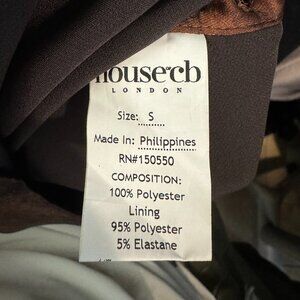 housecb
LONDON
Size: S
Made In: Philippines
RN#150550
COMPOSITION:
100% Polyester
Lining
95% Polyester
5% Elastane